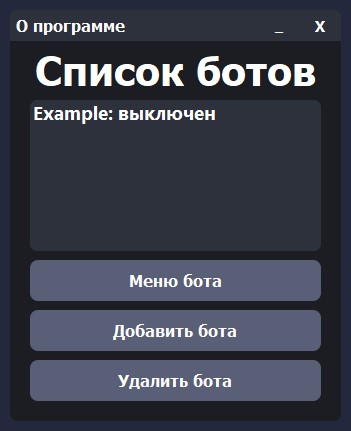 О программе _ X
Список ботов
Example: выключен
Меню бота
Добавить бота
Удалить бота